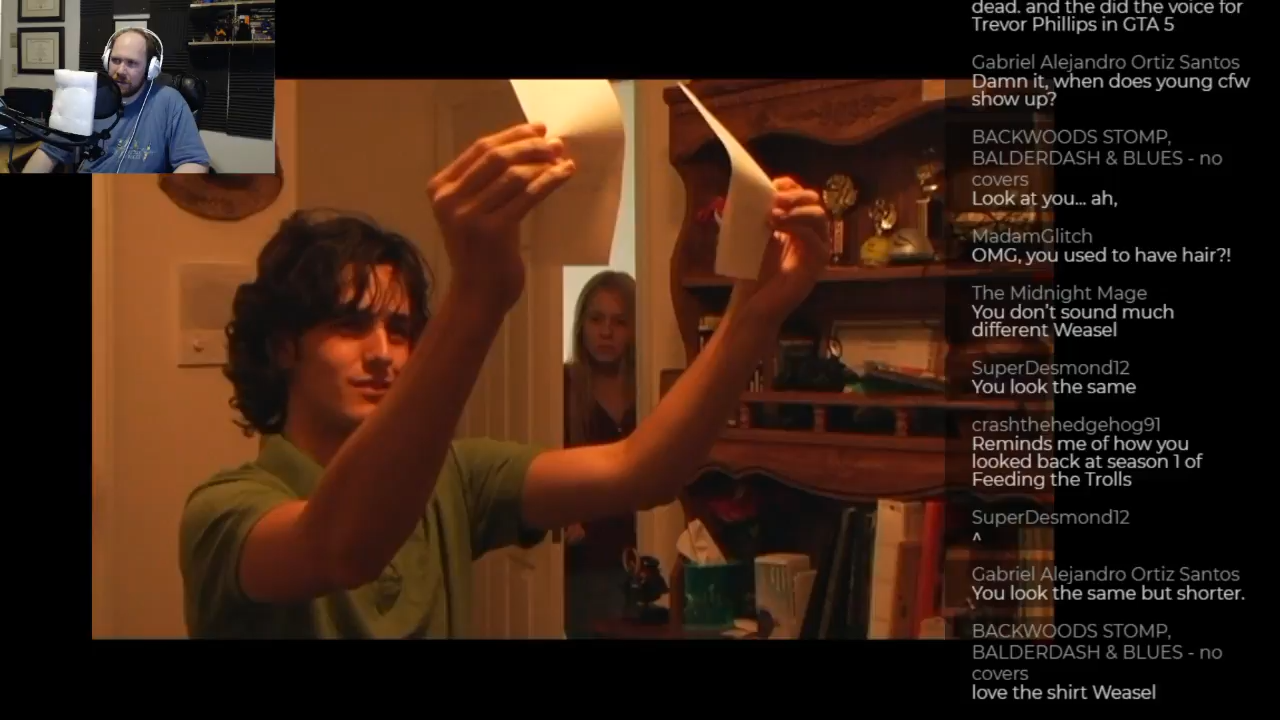 dead. and the did the voice for
Trevor Phillips in GTA 5
Gabriel Alejandro Ortiz Santos
Damn it, when does young cfw
show up?
BACKWOODS STOMP,
BALDERDASH & BLUES - no
covers
Look at you... ah,
MadamGlitch
OMG, you used to have hair?!
The Midnight Mage
You don't sound much
different Weasel
SuperDesmond12
You look the same
crashthehedgehog91
Reminds me of how you
looked back at season 1 of
Feeding the Trolls
SuperDesmond12
^
Gabriel Alejandro Ortiz Santos
You look the same but shorter.
BACKWOODS STOMP,
BALDERDASH & BLUES - no
covers
love the shirt Weasel